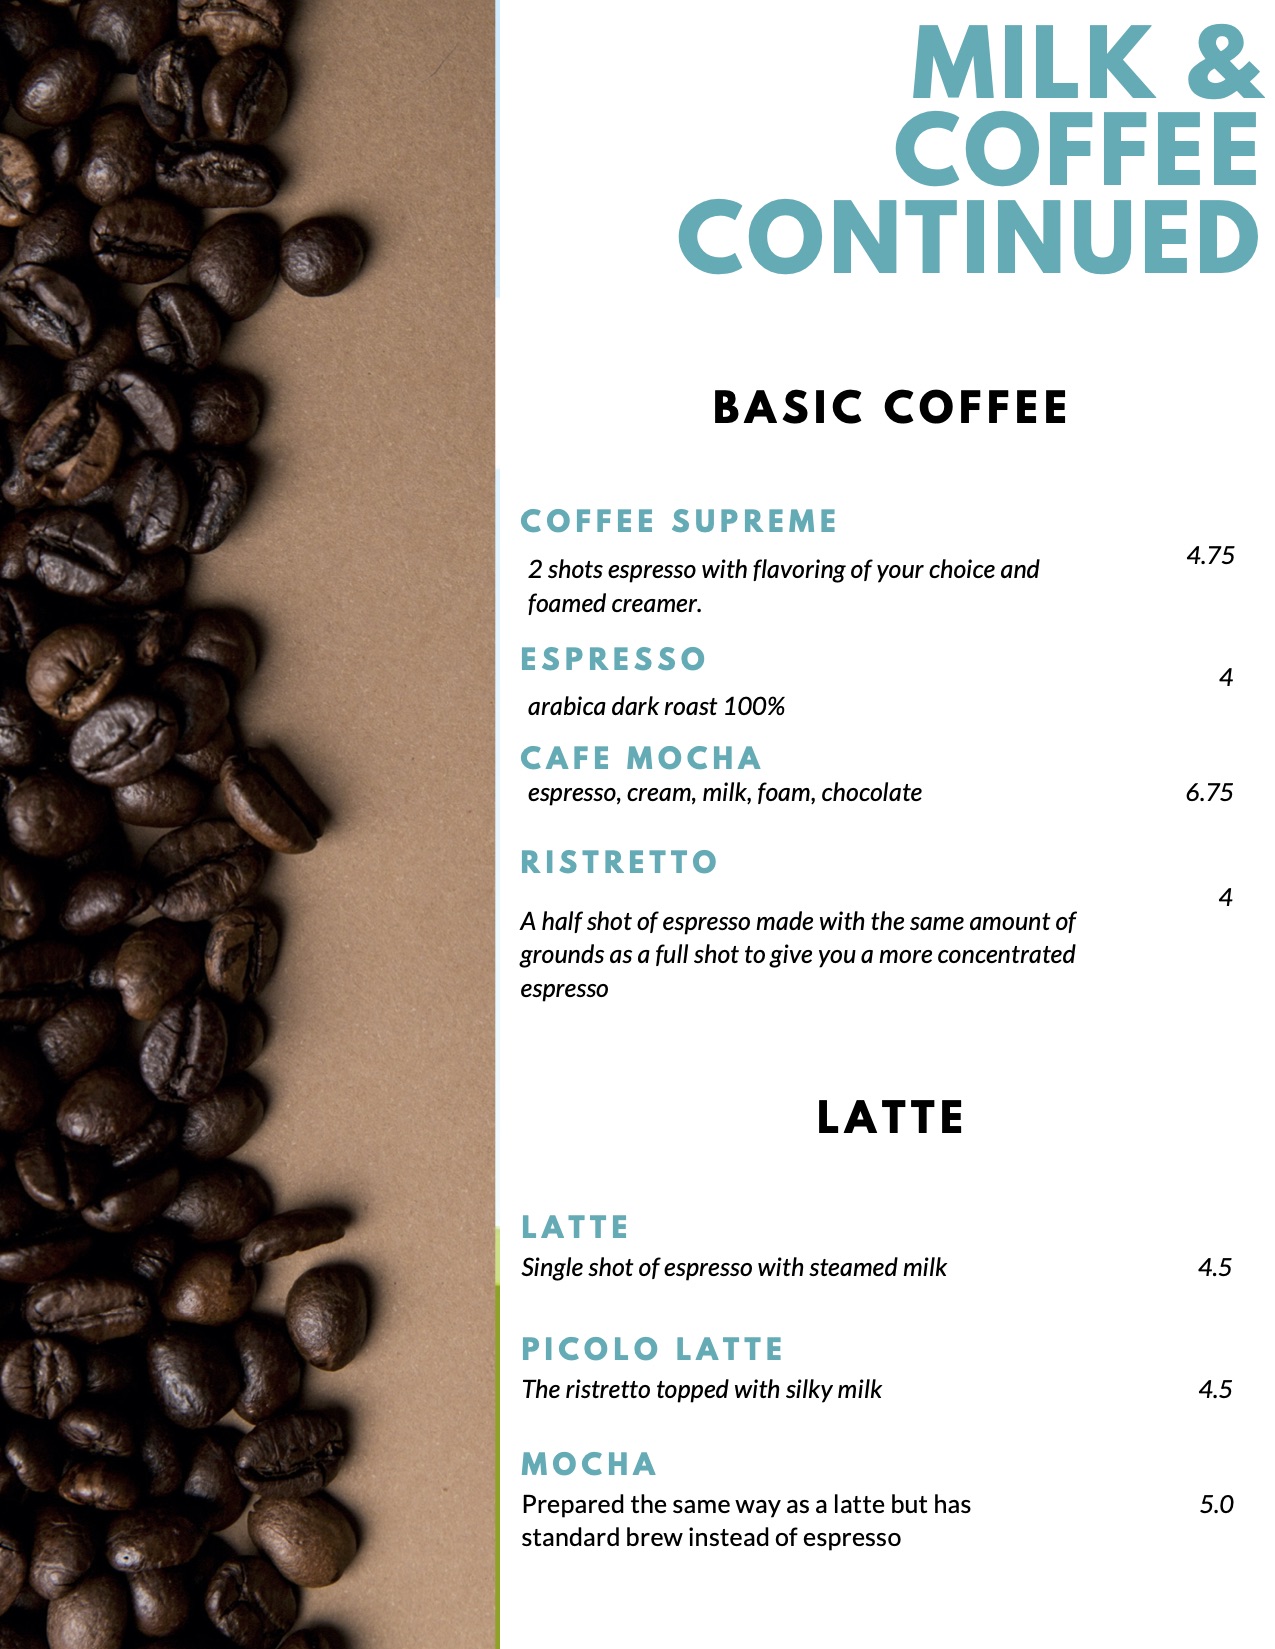 MILK &
COFFEE
CONTINUED
BASIC COFFEE
COFFEE SUPREME
2 shots espresso with flavoring of your choice and
foamed creamer.
4.75
ESPRESSO
arabica dark roast 100%
4
CAFE MOCHA
espresso, cream, milk, foam, chocolate
6.75
RISTRETTO
A half shot of espresso made with the same amount of
grounds as a full shot to give you a more concentrated
espresso
4
LATTE
LATTE
Single shot of espresso with steamed milk
4.5
PICOLO LATTE
The ristretto topped with silky milk
4.5
MOCHA
Prepared the same way as a latte but has
standard brew instead of espresso
5.0